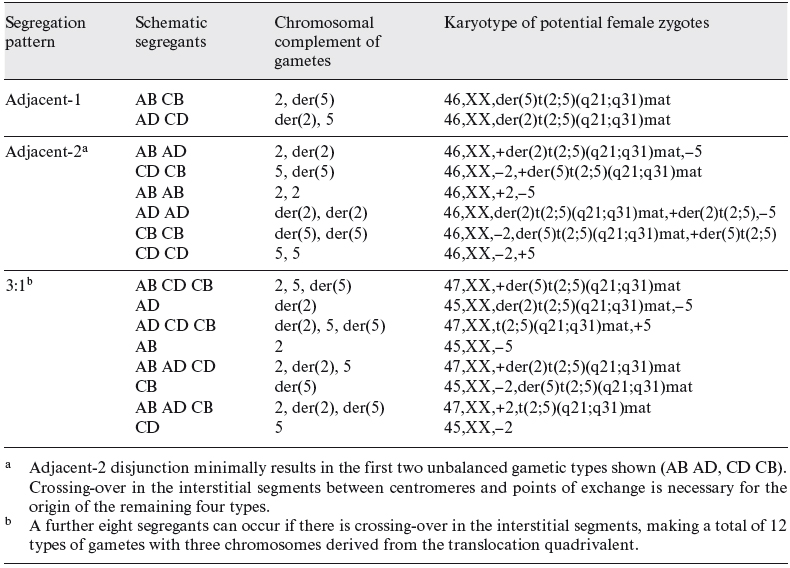 Segregation pattern | Schematic segregants | Chromosomal complement of gametes | Karyotype of potential female zygotes
Adjacent-1 | AB CB | 2, der(5) | 46,XX,der(5)t(2;5)(q21;q31)mat
AD CD | der(2), 5 | 46,XX,der(2)t(2;5)(q21;q31)mat
Adjacent-2ᵃ | AB AD | 2, der(2) | 46,XX,+der(2)t(2;5)(q21;q31)mat,–5
CD CB | 5, der(5) | 46,XX,–2,+der(5)t(2;5)(q21;q31)mat
AB AB | 2, 2 | 46,XX,+2,–5
AD AD | der(2), der(2) | 46,XX,der(2)t(2;5)(q21;q31)mat,+der(2)t(2;5),–5
CB CB | der(5), der(5) | 46,XX,–2,der(5)t(2;5)(q21;q31)mat,+der(5)t(2;5)
CD CD | 5, 5 | 46,XX,–2,+5
3:1ᵇ | AB CD CB | 2, 5, der(5) | 47,XX,+der(5)t(2;5)(q21;q31)mat
AD | der(2) | 45,XX,der(2)t(2;5)(q21;q31)mat,–5
AD CD CB | der(2), 5, der(5) | 47,XX,t(2;5)(q21;q31)mat,+5
AB | 2 | 45,XX,–5
AB AD CD | 2, der(2), 5 | 47,XX,+der(2)t(2;5)(q21;q31)mat
CB | der(5) | 45,XX,–2,der(5)t(2;5)(q21;q31)mat
AB AD CB | 2, der(2), der(5) | 47,XX,+2,t(2;5)(q21;q31)mat
CD | 5 | 45,XX,–2
ᵃ Adjacent-2 disjunction minimally results in the first two unbalanced gametic types shown (AB AD, CD CB).
Crossing-over in the interstitial segments between centromeres and points of exchange is necessary for the
origin of the remaining four types.
ᵇ A further eight segregants can occur if there is crossing-over in the interstitial segments, making a total of 12
types of gametes with three chromosomes derived from the translocation quadrivalent.